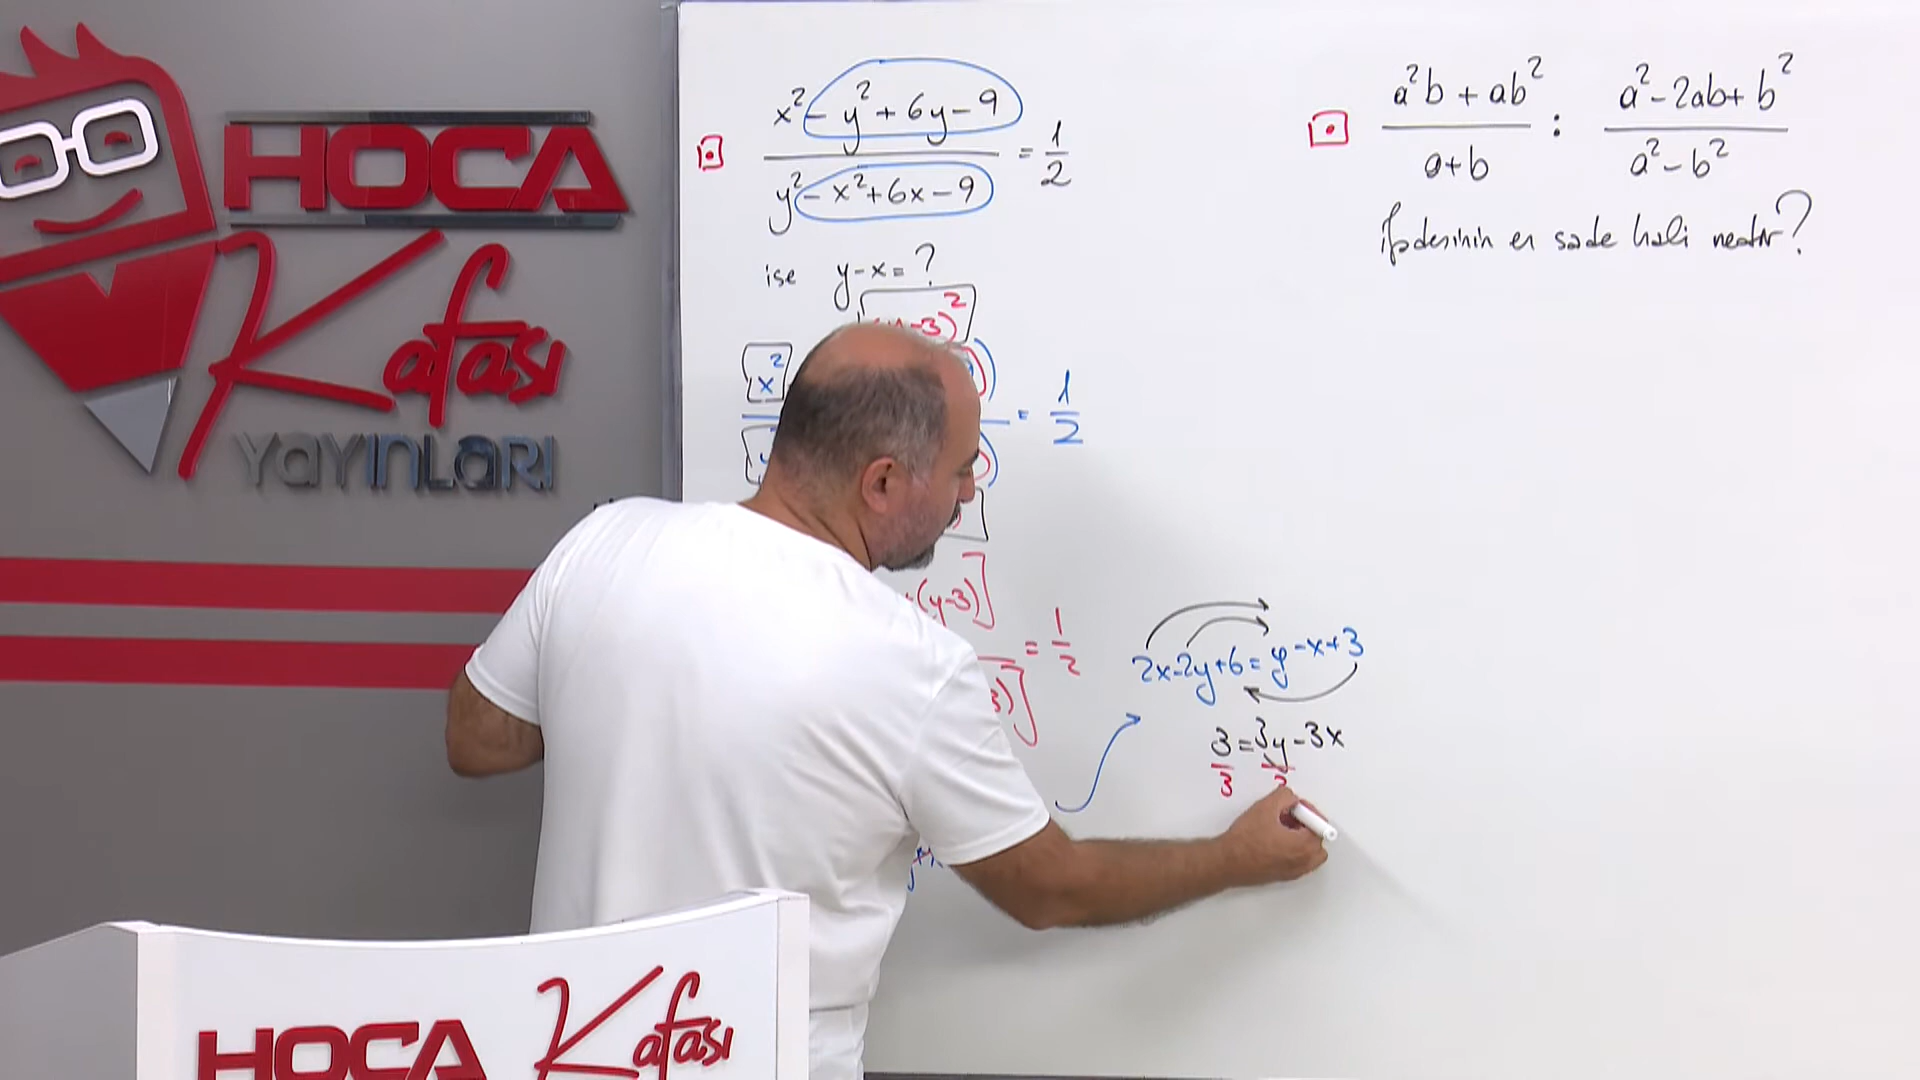 HOCA
Kafası
YAYINLARI
x² - y² + 6y - 9
y² - x² + 6x - 9
= 1/2
ise y - x = ?
-3)²
x²
= 1/2
(y-3)]
= 1/2
3)]
2x-2y+6 = y-x+3
3 = 3y - 3x
3
a²b + ab²
a+b
:
a² - 2ab + b²
a² - b²
ifadesinin en sade hali nedir?
HOCA Kafası